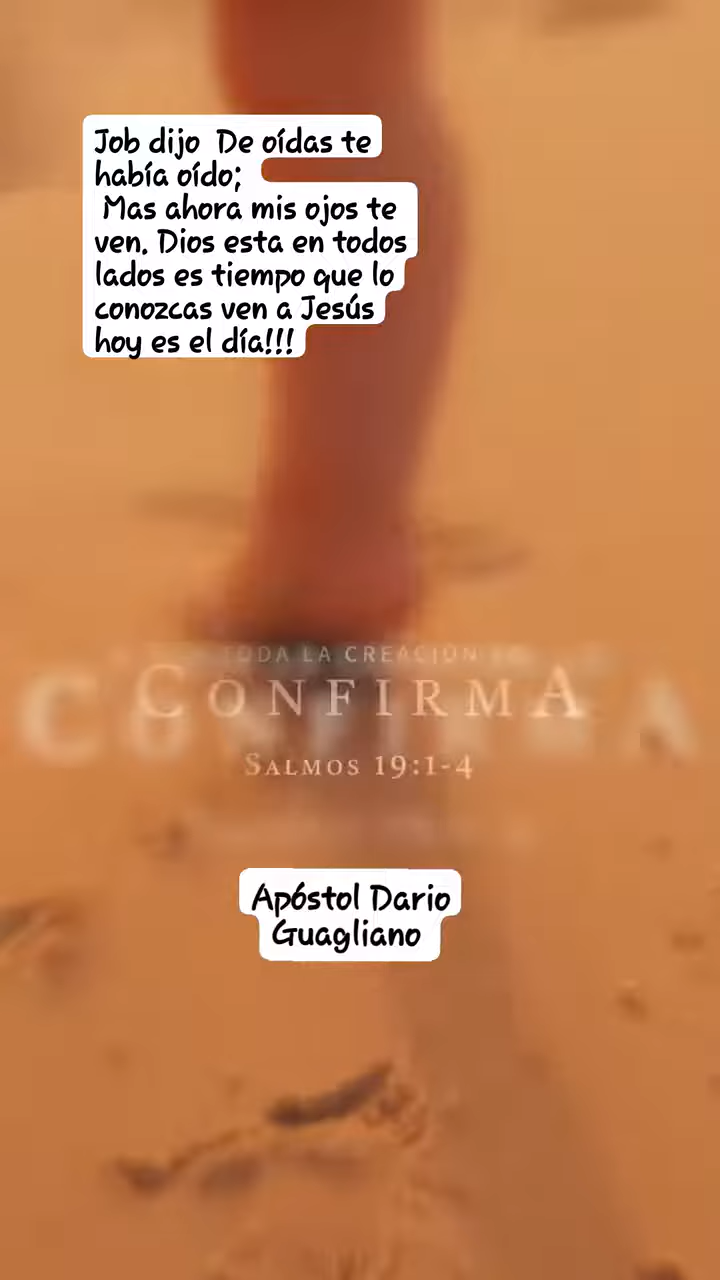 Job dijo De oídas te
había oído;
Mas ahora mis ojos te
ven. Dios esta en todos
lados es tiempo que lo
conozcas ven a Jesús
hoy es el día!!!
TODA LA CREACIÓN
CONFIRMA
SALMOS 19:1-4
Apóstol Dario
Guagliano